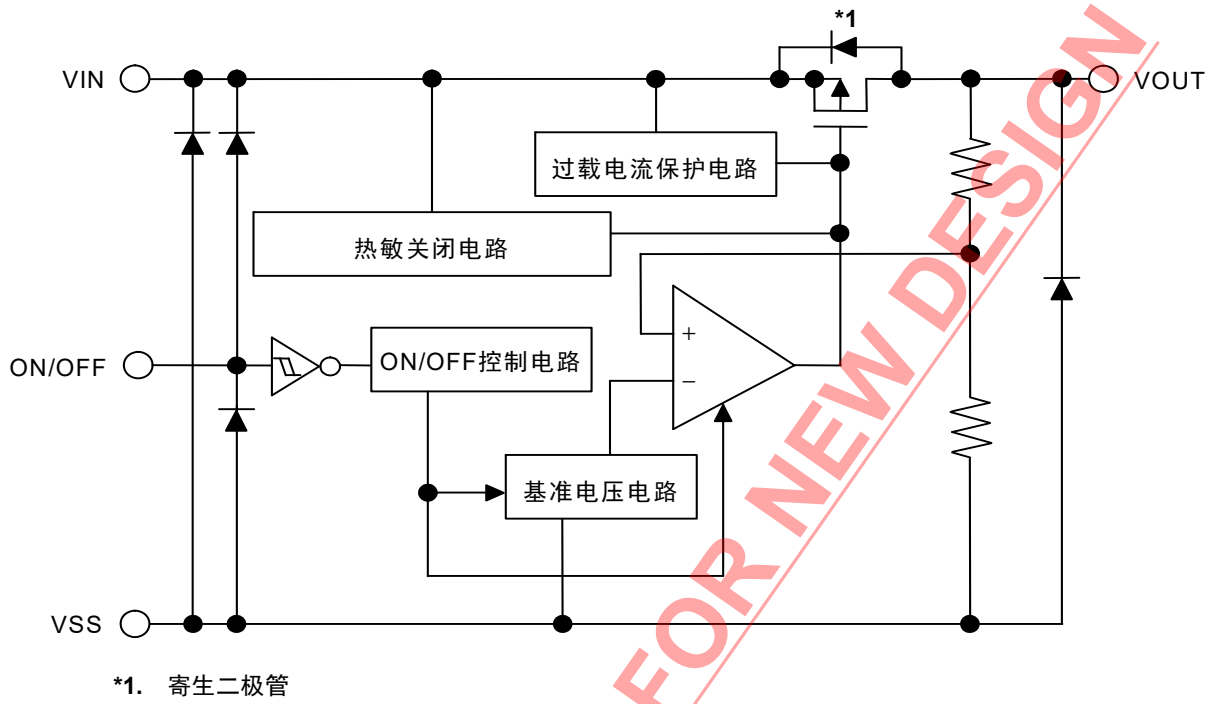 *1
VIN
VOUT
过载电流保护电路
热敏关闭电路
+
ON/OFF
ON/OFF控制电路
−
基准电压电路
VSS
*1. 寄生二极管
FOR NEW DESIGN